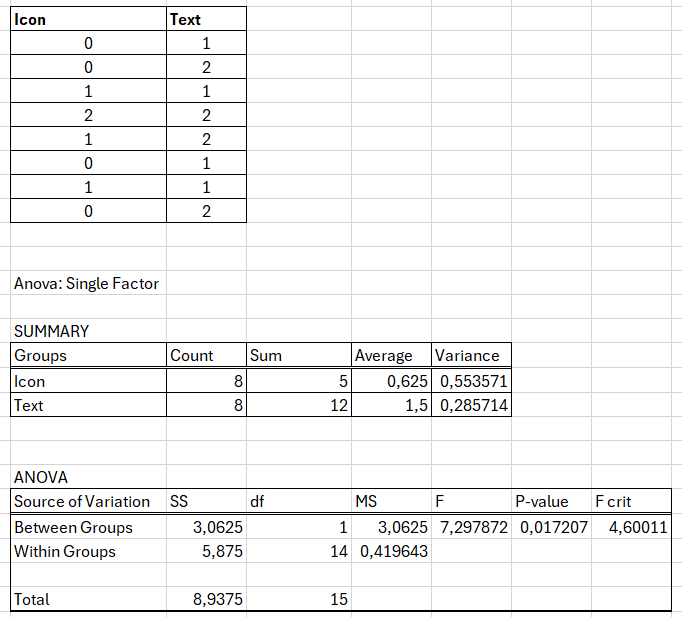 Icon Text
0 1
0 2
1 1
2 2
1 2
0 1
1 1
0 2
Anova: Single Factor
SUMMARY
Groups Count Sum Average Variance
Icon 8 5 0,625 0,553571
Text 8 12 1,5 0,285714
ANOVA
Source of Variation SS df MS F P-value F crit
Between Groups 3,0625 1 3,0625 7,297872 0,017207 4,60011
Within Groups 5,875 14 0,419643
Total 8,9375 15